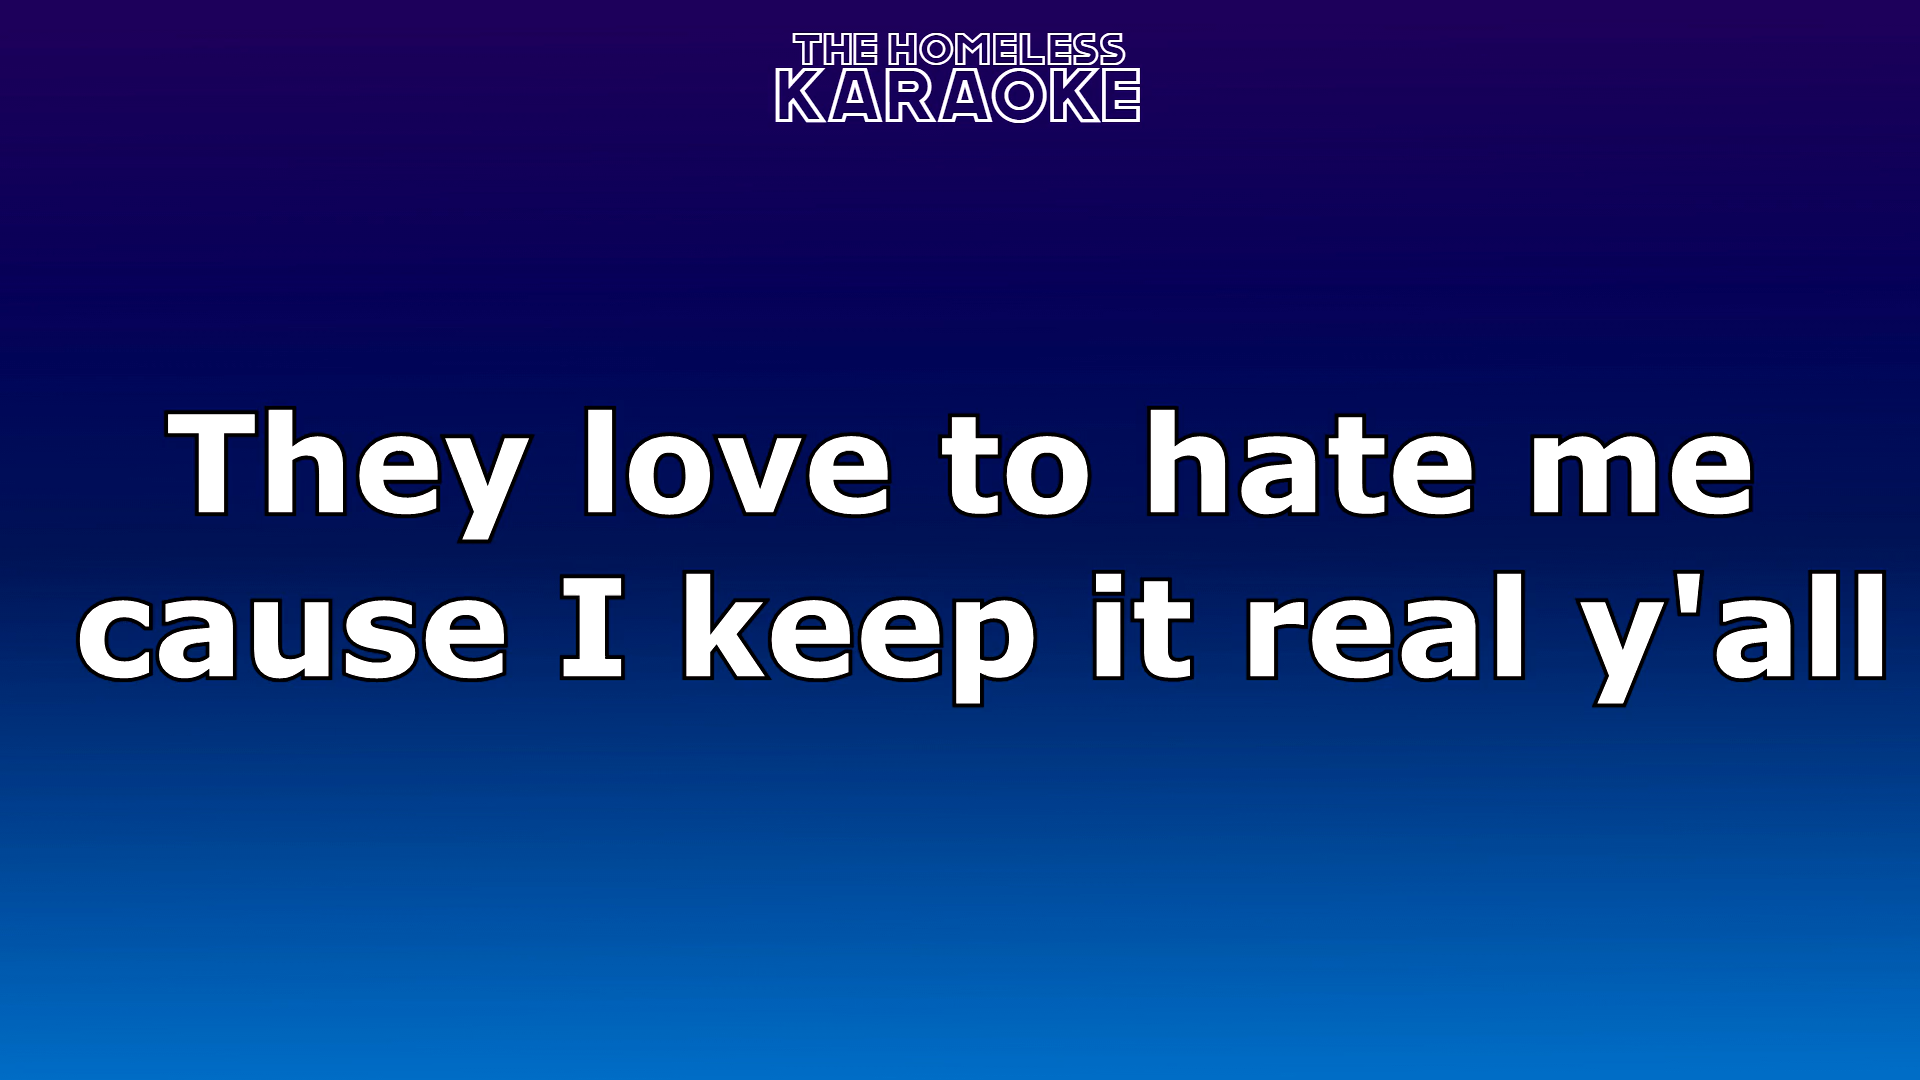 THE HOMELESS
KARAOKE
They love to hate me
cause I keep it real y'all